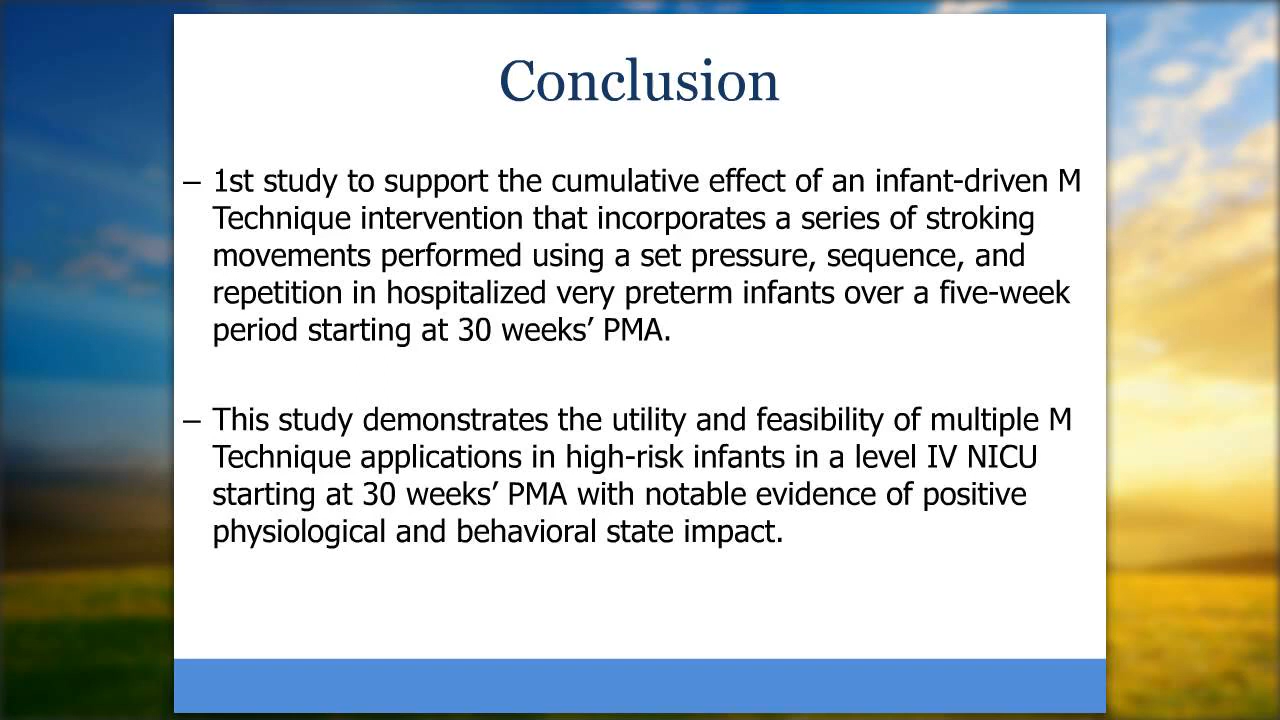 Conclusion
– 1st study to support the cumulative effect of an infant-driven M
Technique intervention that incorporates a series of stroking
movements performed using a set pressure, sequence, and
repetition in hospitalized very preterm infants over a five-week
period starting at 30 weeks’ PMA.
– This study demonstrates the utility and feasibility of multiple M
Technique applications in high-risk infants in a level IV NICU
starting at 30 weeks’ PMA with notable evidence of positive
physiological and behavioral state impact.